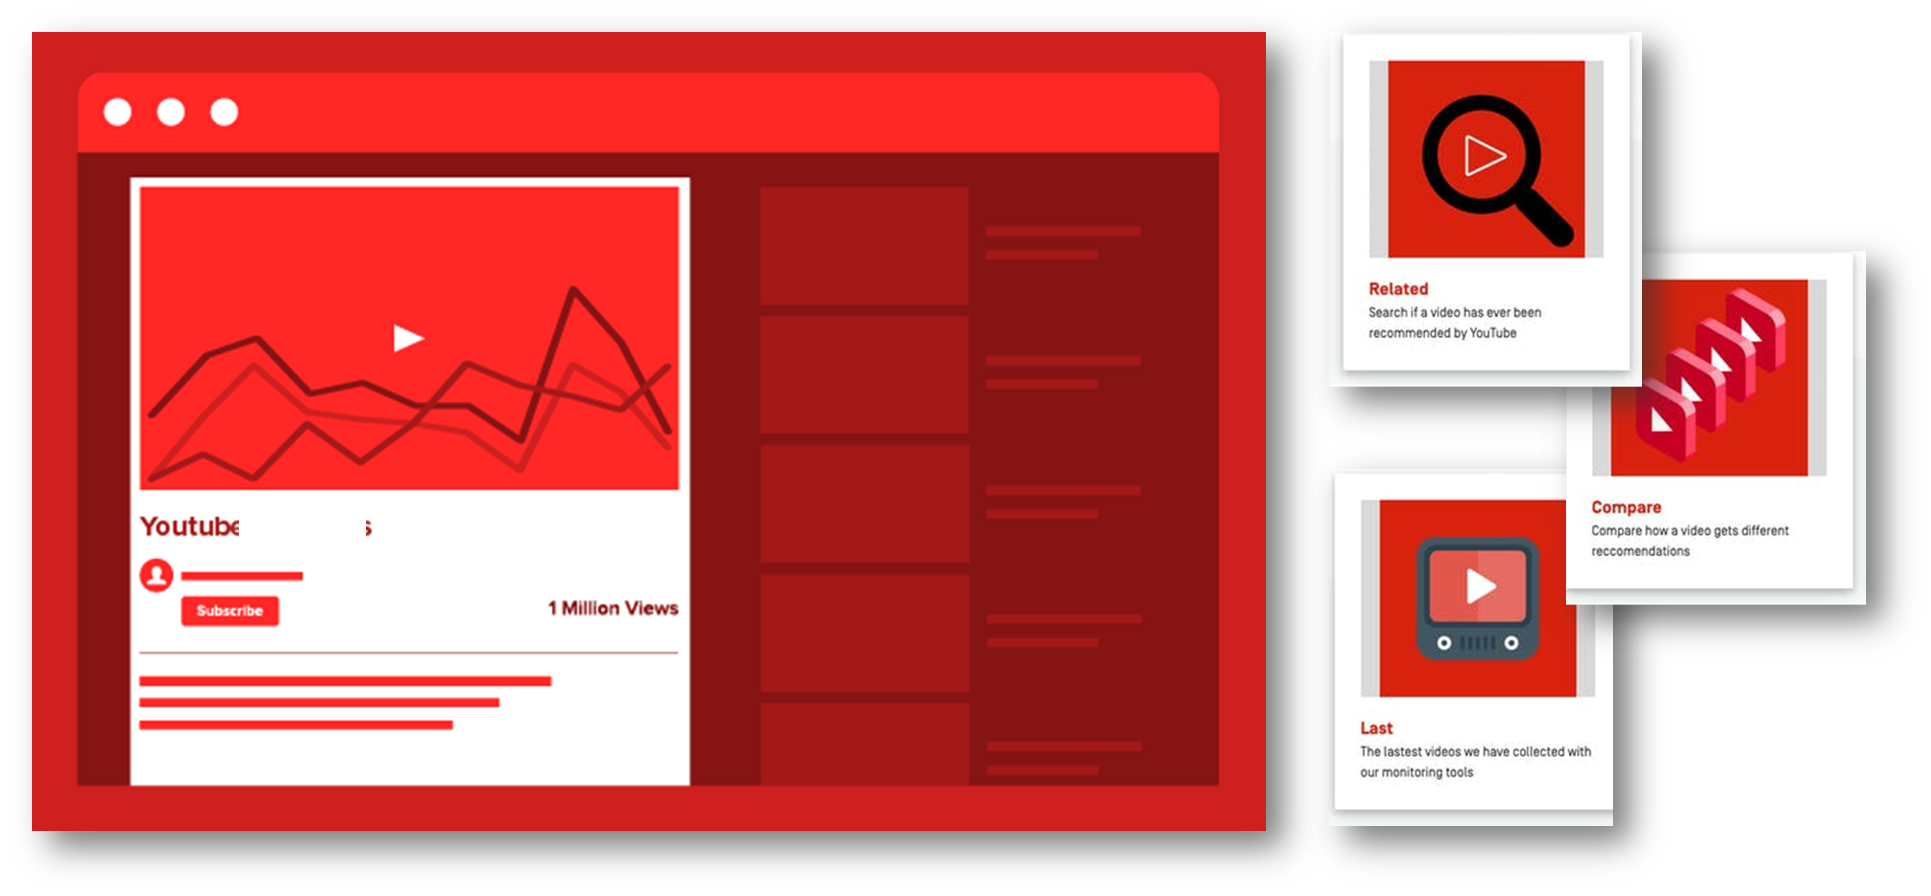 Youtube
Subscribe
1 Million Views
Related
Search if a video has ever been
recommended by YouTube
Compare
Compare how a video gets different
reccomendations
Last
The lastest videos we have collected with
our monitoring tools